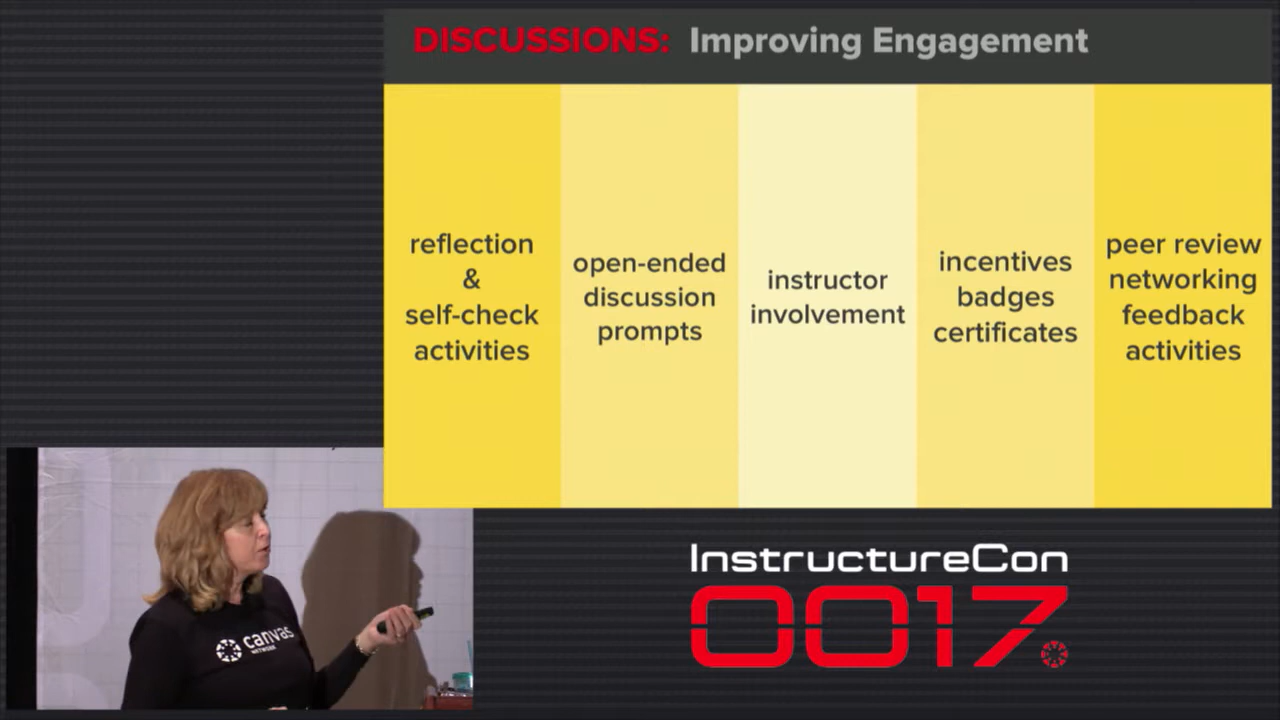 DISCUSSIONS: Improving Engagement
reflection
&
self-check
activities
open-ended
discussion
prompts
instructor
involvement
incentives
badges
certificates
peer review
networking
feedback
activities
canvas
NETWORK
InstructureCon
0017